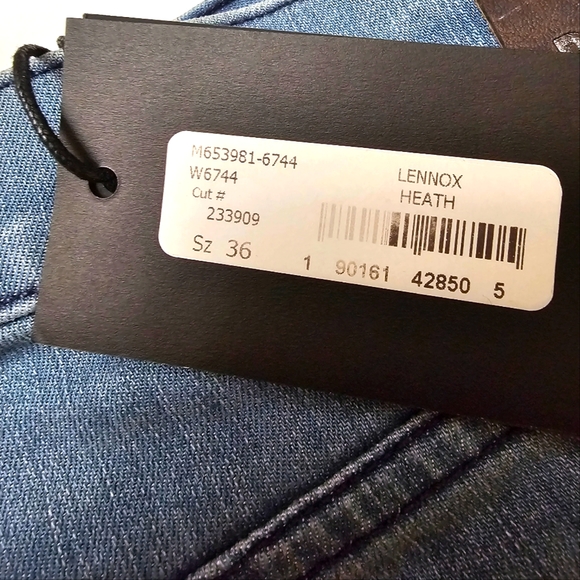 M653981-6744
W6744
Cut #
233909
Sz 36
LENNOX
HEATH
1 90161 42850 5